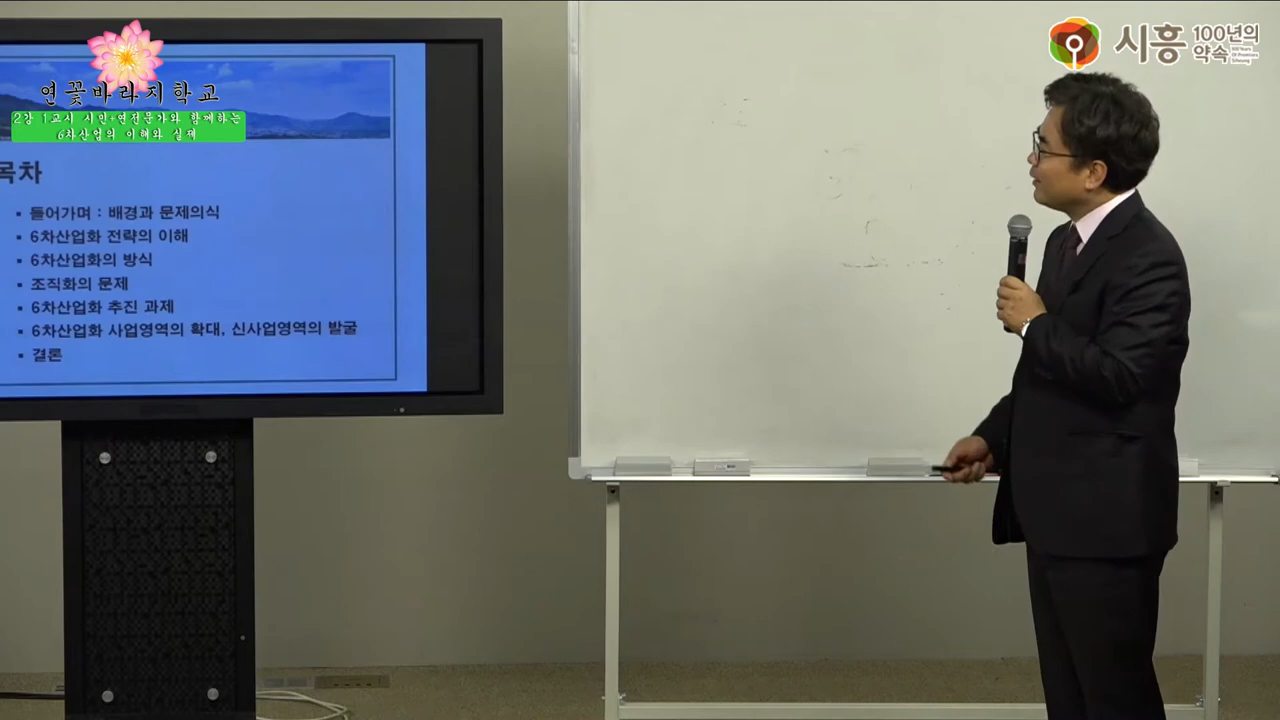 연꽃바라지학교
2강 1교시 시민+연전문가와 함께하는
6차산업의 이해와 실제
목차
▪ 들어가며 : 배경과 문제의식
▪ 6차산업화 전략의 이해
▪ 6차산업화의 방식
▪ 조직화의 문제
▪ 6차산업화 추진 과제
▪ 6차산업화 사업영역의 확대, 신사업영역의 발굴
▪ 결론
시흥 100년의
약속